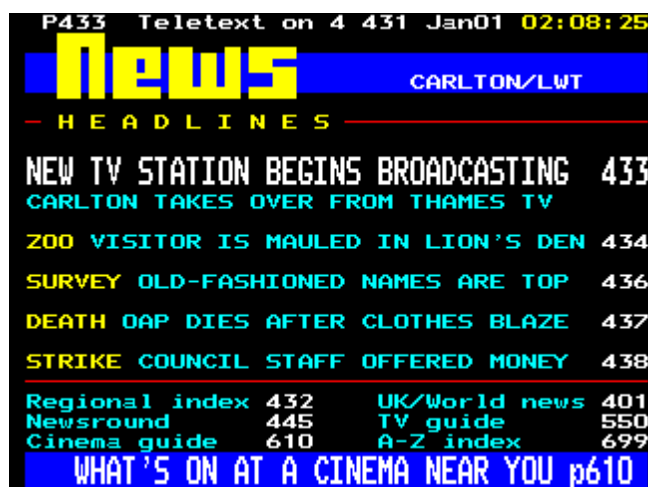 P433 Teletext on 4 431 Jan01 02:08:25
News
CARLTON/LWT
HEADLINES
NEW TV STATION BEGINS BROADCASTING 433
CARLTON TAKES OVER FROM THAMES TV
ZOO VISITOR IS MAULED IN LION'S DEN 434
SURVEY OLD-FASHIONED NAMES ARE TOP 436
DEATH OAP DIES AFTER CLOTHES BLAZE 437
STRIKE COUNCIL STAFF OFFERED MONEY 438
Regional index 432 UK/World news 401
Newsround 445 TV guide 550
Cinema guide 610 A-Z index 699
WHAT'S ON AT A CINEMA NEAR YOU p610